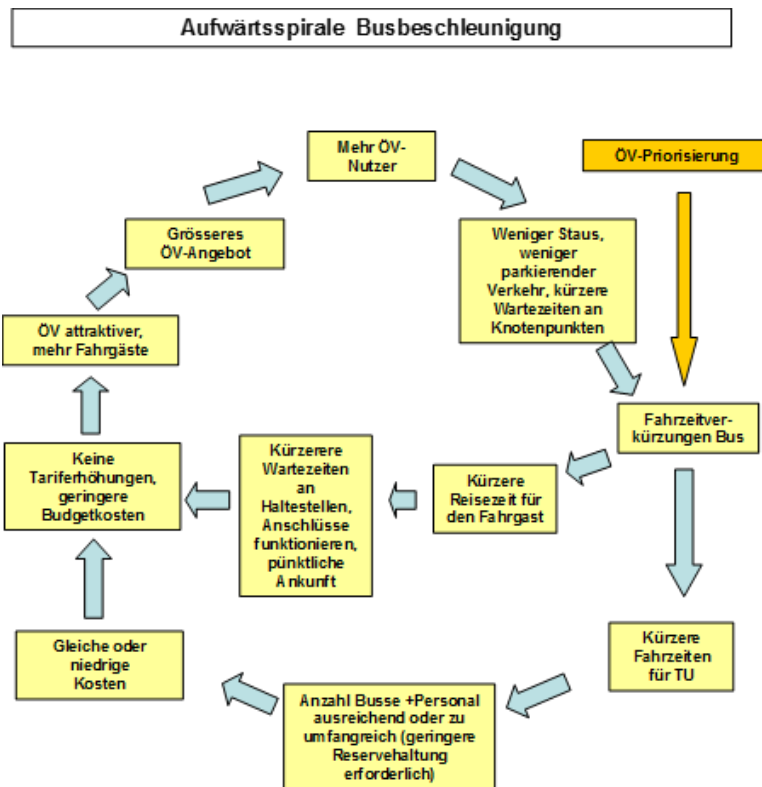 Aufwärtsspirale Busbeschleunigung
Mehr ÖV-
Nutzer
ÖV-Priorisierung
Grösseres
ÖV-Angebot
Weniger Staus,
weniger
parkierender
Verkehr, kürzere
Wartezeiten an
Knotenpunkten
ÖV attraktiver,
mehr Fahrgäste
Fahrzeitver-
kürzungen Bus
Keine
Tariferhöhungen,
geringere
Budgetkosten
Kürzerere
Wartezeiten
an
Haltestellen,
Anschlüsse
funktionieren,
pünktliche
Ankunft
Kürzere
Reisezeit für
den Fahrgast
Gleiche oder
niedrige
Kosten
Kürzere
Fahrzeiten
für TU
Anzahl Busse +Personal
ausreichend oder zu
umfangreich (geringere
Reservehaltung
erforderlich)